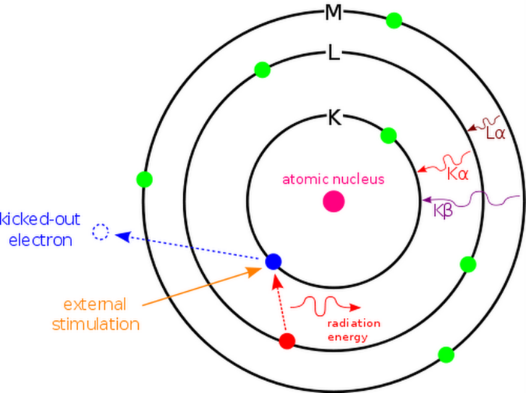 M
L
K
Lα
Kα
atomic nucleus
Kβ
kicked-out
electron
external
stimulation
radiation
energy